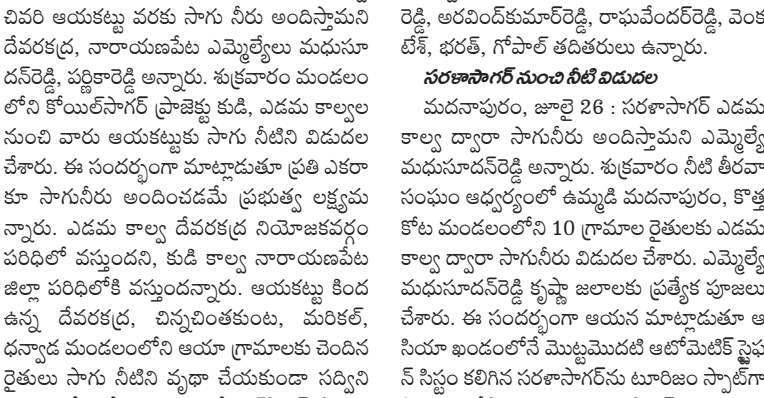 చివరి ఆయకట్టు వరకు సాగు నీరు అందిస్తామని
దేవరకద్ర, నారాయణపేట ఎమ్మెల్యేలు మధుసూ
దన్‌రెడ్డి, పర్ణికారెడ్డి అన్నారు. శుక్రవారం మండలం
లోని కోయిల్‌సాగర్ ప్రాజెక్టు కుడి, ఎడమ కాల్వల
నుంచి వారు ఆయకట్టుకు సాగు నీటిని విడుదల
చేశారు. ఈ సందర్భంగా మాట్లాడుతూ ప్రతి ఎకరా
కూ సాగునీరు అందించడమే ప్రభుత్వ లక్ష్యమ
న్నారు. ఎడమ కాల్వ దేవరకద్ర నియోజకవర్గం
పరిధిలో వస్తుందని, కుడి కాల్వ నారాయణపేట
జిల్లా పరిధిలోకి వస్తుందన్నారు. ఆయకట్టు కింద
ఉన్న దేవరకద్ర, చిన్నచింతకుంట, మరికల్,
ధన్వాడ మండలంలోని ఆయా గ్రామాలకు చెందిన
రైతులు సాగు నీటిని వృథా చేయకుండా సద్విని
రెడ్డి, అరవింద్‌కుమార్‌రెడ్డి, రాఘవేందర్‌రెడ్డి, వెంక
టేశ్, భరత్, గోపాల్ తదితరులు ఉన్నారు.
సరళాసాగర్ నుంచి నీటి విడుదల
మదనాపురం, జూలై 26 : సరళాసాగర్ ఎడమ
కాల్వ ద్వారా సాగునీరు అందిస్తామని ఎమ్మెల్యే
మధుసూదన్‌రెడ్డి అన్నారు. శుక్రవారం నీటి తీరవా
సంఘం ఆధ్వర్యంలో ఉమ్మడి మదనాపురం, కొత్త
కోట మండలంలోని 10 గ్రామాల రైతులకు ఎడమ
కాల్వ ద్వారా సాగునీరు విడుదల చేశారు. ఎమ్మెల్యే
మధుసూదన్‌రెడ్డి కృష్ణా జలాలకు ప్రత్యేక పూజలు
చేశారు. ఈ సందర్భంగా ఆయన మాట్లాడుతూ ఆ
సియా ఖండంలోనే మొట్టమొదటి ఆటోమెటిక్ సైఫ
న్ సిస్టం కలిగిన సరళాసాగర్‌ను టూరిజం స్పాట్‌గా